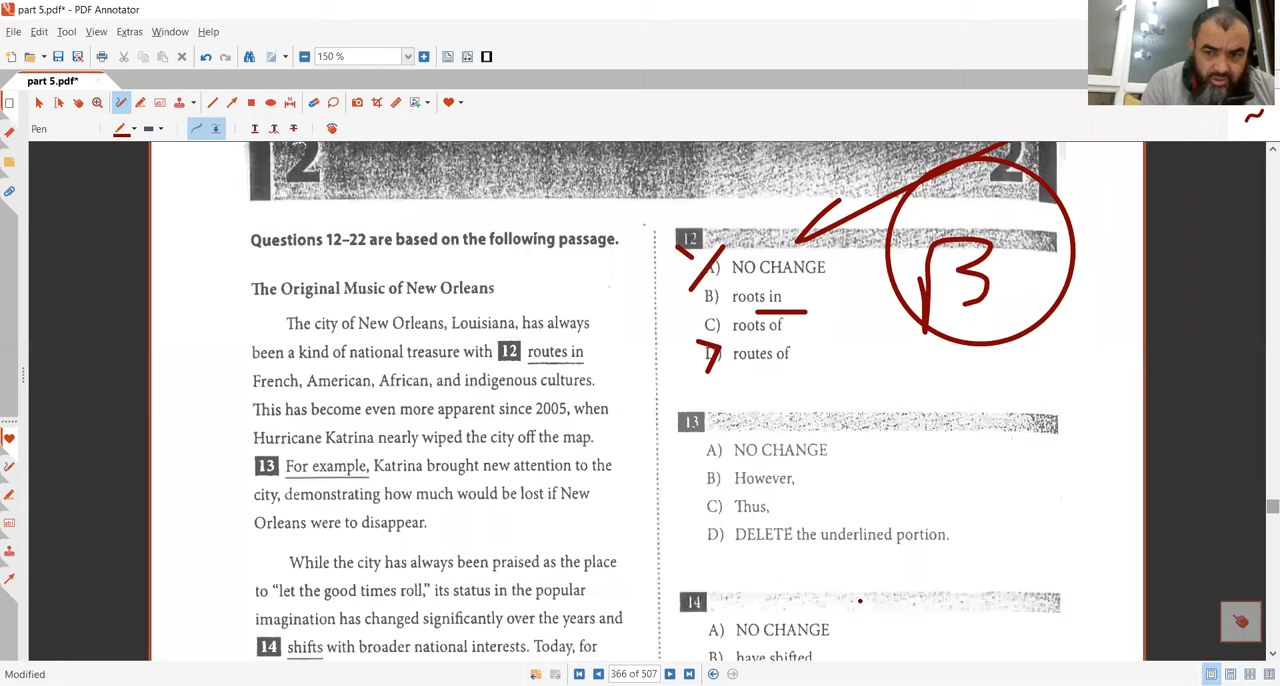 part 5.pdf* - PDF Annotator
File Edit Tool View Extras Window Help
150 %
part 5.pdf*
Pen
2
2
Questions 12–22 are based on the following passage.
The Original Music of New Orleans
The city of New Orleans, Louisiana, has always
been a kind of national treasure with 12 routes in
French, American, African, and indigenous cultures.
This has become even more apparent since 2005, when
Hurricane Katrina nearly wiped the city off the map.
13 For example, Katrina brought new attention to the
city, demonstrating how much would be lost if New
Orleans were to disappear.
While the city has always been praised as the place
to “let the good times roll,” its status in the popular
imagination has changed significantly over the years and
14 shifts with broader national interests. Today, for
12
A) NO CHANGE
B) roots in
C) roots of
D) routes of
√3
13
A) NO CHANGE
B) However,
C) Thus,
D) DELETE the underlined portion.
14
A) NO CHANGE
B) have shifted
Modified
366 of 507